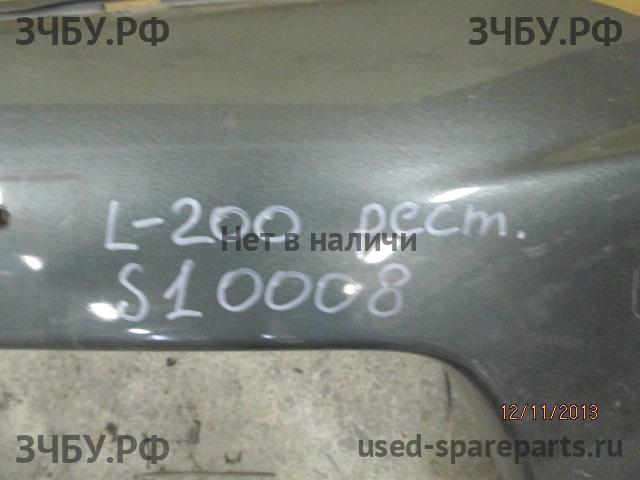 ЗЧБУ.РФ ЗЧБУ.РФ
L-200 рест.
Нет в наличи
S10008
12/11/2013
ЗЧБУ.РФ used-spareparts.ru